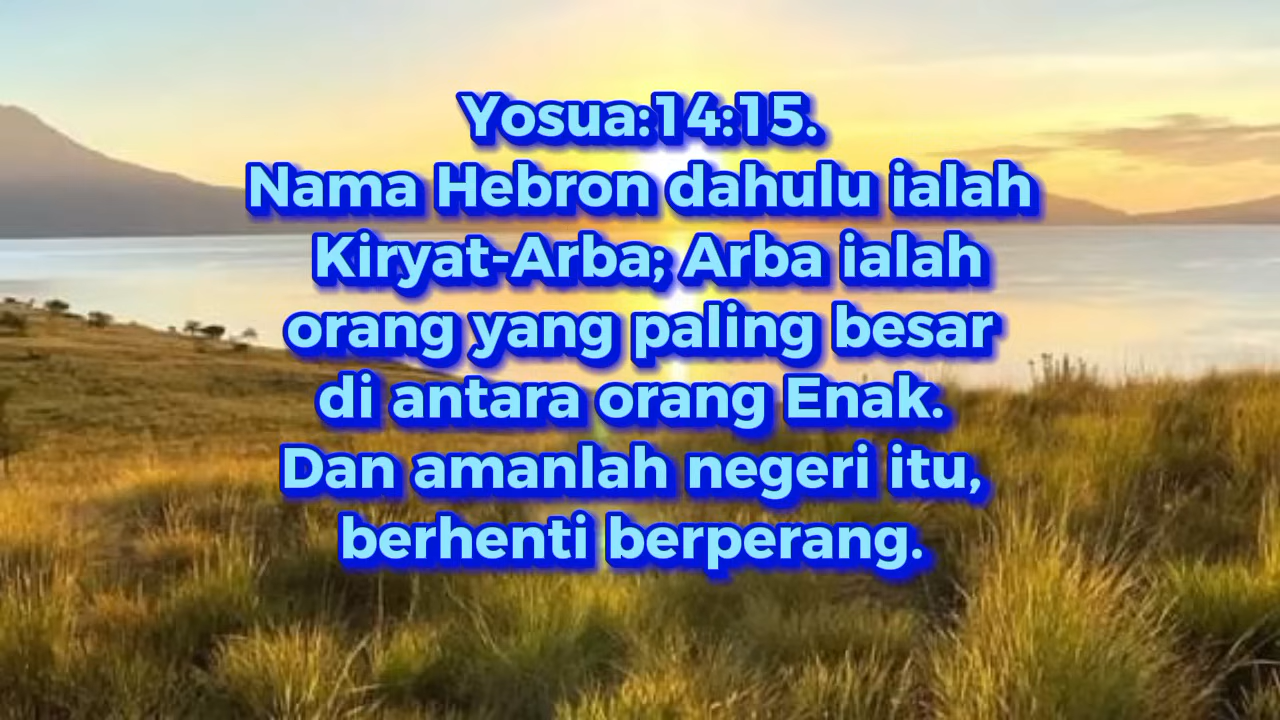 Yosua:14:15.
Nama Hebron dahulu ialah
Kiryat-Arba; Arba ialah
orang yang paling besar
di antara orang Enak.
Dan amanlah negeri itu,
berhenti berperang.